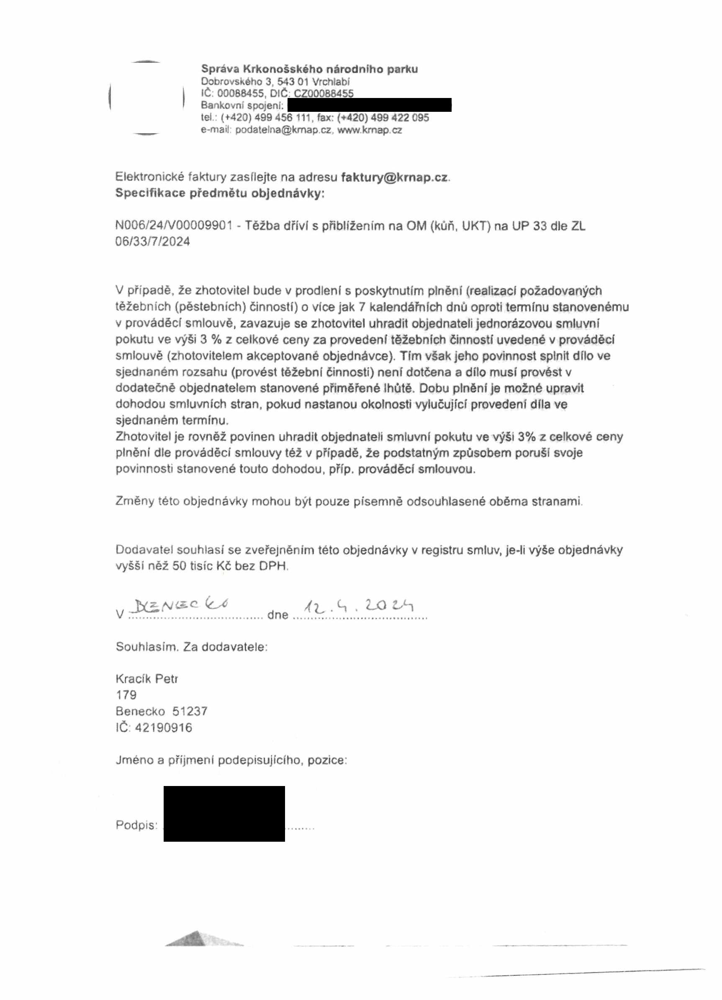 Správa Krkonošského národního parku
Dobrovského 3, 543 01 Vrchlabí
IČ: 00088455, DIČ: CZ00088455
Bankovní spojení:
tel.: (+420) 499 456 111, fax: (+420) 499 422 095
e-mail: podatelna@krnap.cz, www.krnap.cz
Elektronické faktury zasílejte na adresu faktury@krnap.cz.
Specifikace předmětu objednávky:
N006/24/V00009901 - Těžba dříví s přiblížením na OM (kůň, UKT) na UP 33 dle ZL
06/33/7/2024
V případě, že zhotovitel bude v prodlení s poskytnutím plnění (realizací požadovaných
těžebních (pěstebních) činností) o více jak 7 kalendářních dnů oproti termínu stanovenému
v prováděcí smlouvě, zavazuje se zhotovitel uhradit objednateli jednorázovou smluvní
pokutu ve výši 3 % z celkové ceny za provedení těžebních činností uvedené v prováděcí
smlouvě (zhotovitelem akceptované objednávce). Tím však jeho povinnost splnit dílo ve
sjednaném rozsahu (provést těžební činnosti) není dotčena a dílo musí provést v
dodatečně objednatelem stanovené přiměřené lhůtě. Dobu plnění je možné upravit
dohodou smluvních stran, pokud nastanou okolnosti vylučující provedení díla ve
sjednaném termínu.
Zhotovitel je rovněž povinen uhradit objednateli smluvní pokutu ve výši 3% z celkové ceny
plnění dle prováděcí smlouvy též v případě, že podstatným způsobem poruší svoje
povinnosti stanovené touto dohodou, příp. prováděcí smlouvou.
Změny této objednávky mohou být pouze písemně odsouhlasené oběma stranami.
Dodavatel souhlasí se zveřejněním této objednávky v registru smluv, je-li výše objednávky
vyšší něž 50 tisíc Kč bez DPH.
V BENECKO dne 12.4.2024
Souhlasím. Za dodavatele:
Kracík Petr
179
Benecko 51237
IČ: 42190916
Jméno a příjmení podepisujícího, pozice:
Podpis: